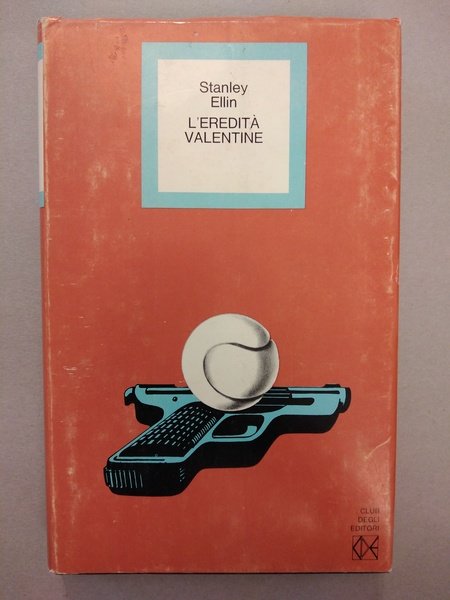 Stanley
Ellin
L'EREDITÀ
VALENTINE
CLUB
DEGLI
EDITORI